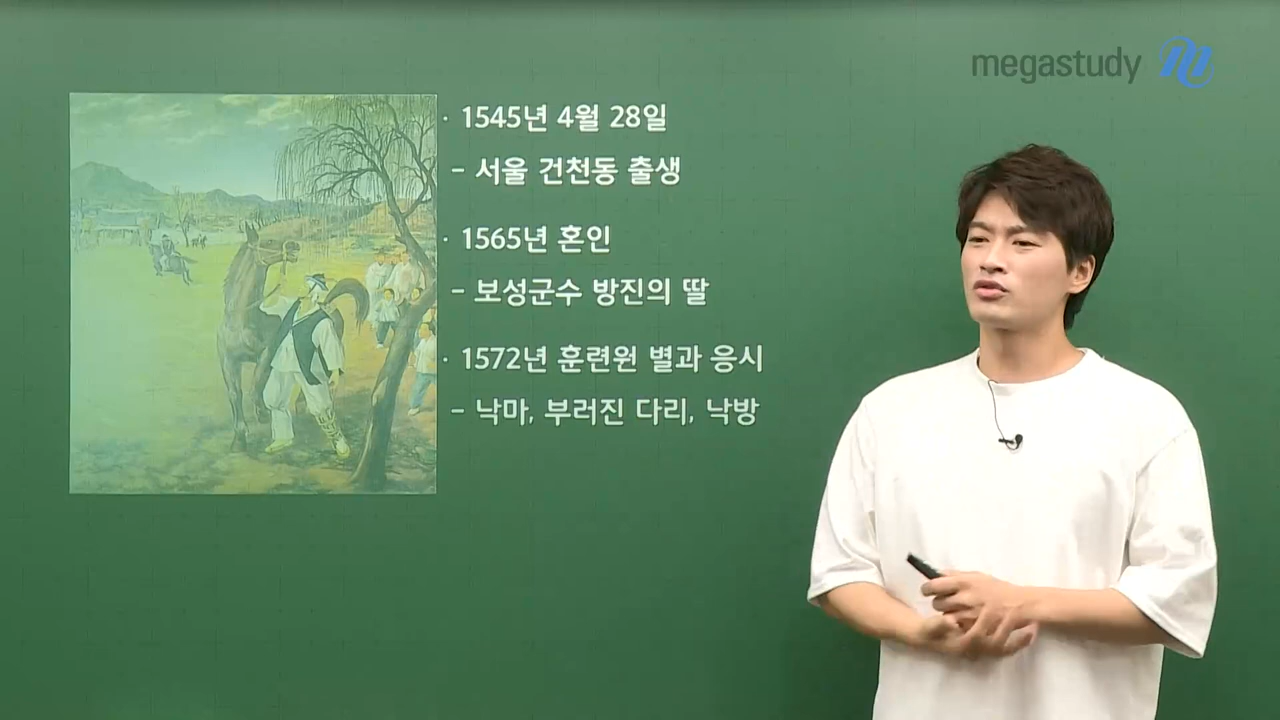 megastudy
· 1545년 4월 28일
- 서울 건천동 출생
· 1565년 혼인
- 보성군수 방진의 딸
· 1572년 훈련원 별과 응시
- 낙마, 부러진 다리, 낙방